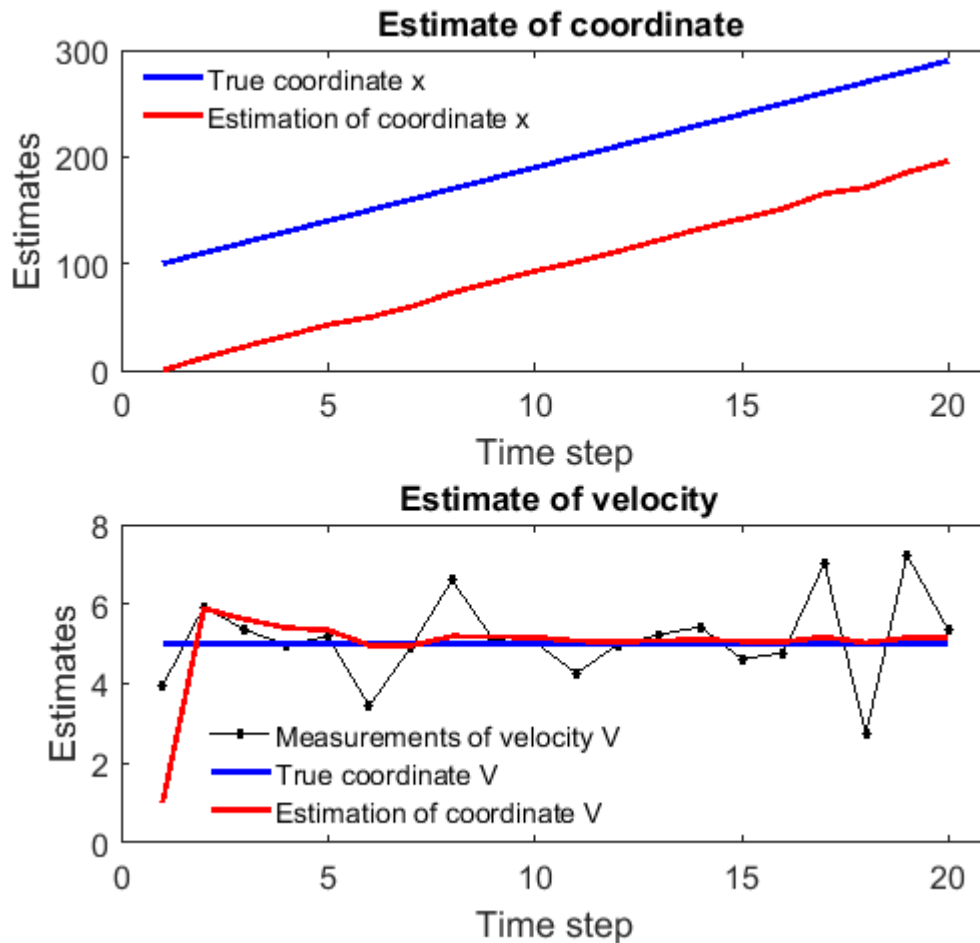 Estimate of coordinate
300
200
100
0
Estimates
True coordinate x
Estimation of coordinate x
0 5 10 15 20
Time step
Estimate of velocity
8
6
4
2
0
Estimates
Measurements of velocity V
True coordinate V
Estimation of coordinate V
0 5 10 15 20
Time step